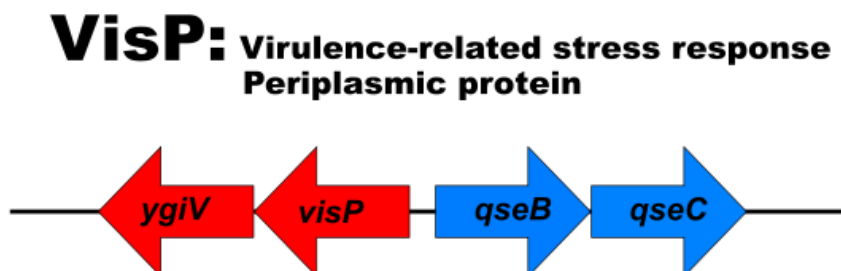 VisP: Virulence-related stress response
Periplasmic protein
ygiV visP qseB qseC